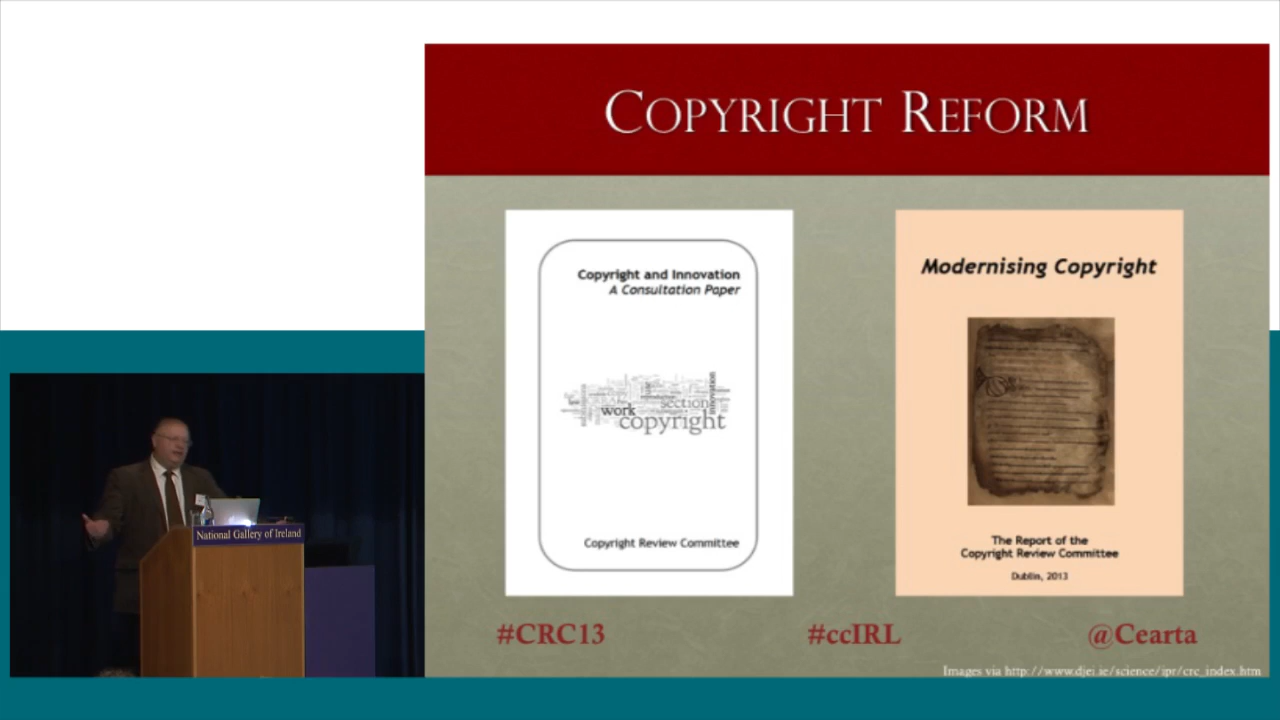 Copyright Reform
Copyright and Innovation
A Consultation Paper
work
section
innovation
copyright
Copyright Review Committee
Modernising Copyright
The Report of the
Copyright Review Committee
Dublin, 2013
#CRC13
#ccIRL
@Cearta
Images via http://www.djei.ie/science/ipr/crc_index.htm
National Gallery of Ireland